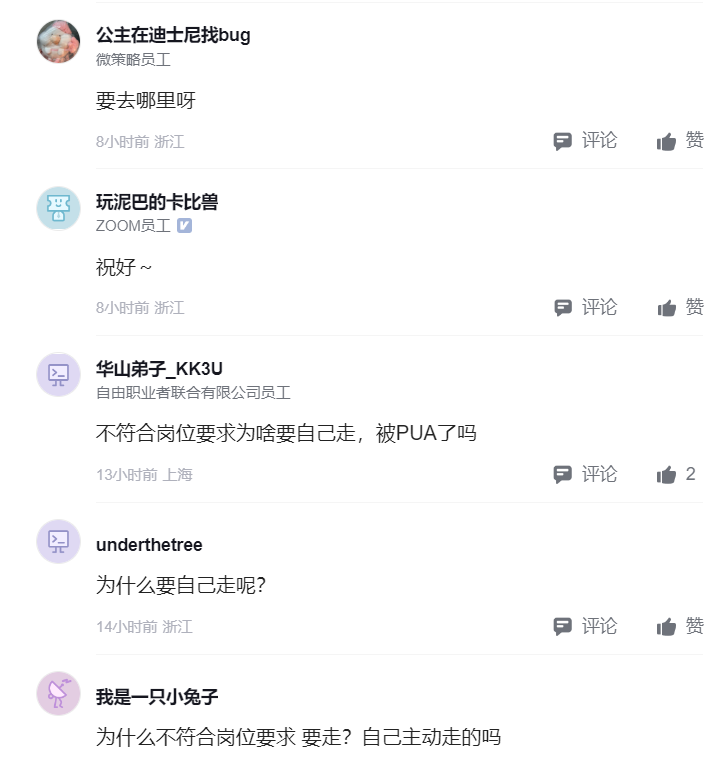 公主在迪士尼找bug
微策略员工
要去哪里呀
8小时前 浙江
评论
赞
玩泥巴的卡比兽
ZOOM员工
祝好～
8小时前 浙江
评论
赞
华山弟子_KK3U
自由职业者联合有限公司员工
不符合岗位要求为啥要自己走，被PUA了吗
13小时前 上海
评论
2
underthetree
为什么要自己走呢？
14小时前 浙江
评论
赞
我是一只小兔子
为什么不符合岗位要求 要走？自己主动走的吗